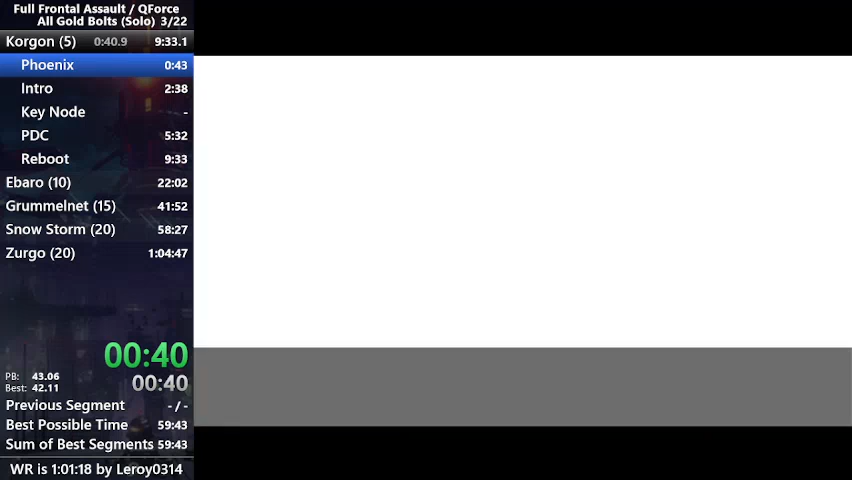 Full Frontal Assault / QForce
All Gold Bolts (Solo) 3/22
Korgon (5) 0:40.9 9:33.1
Phoenix 0:43
Intro 2:38
Key Node -
PDC 5:32
Reboot 9:33
Ebaro (10) 22:02
Grummelnet (15) 41:52
Snow Storm (20) 58:27
Zurgo (20) 1:04:47
00:40
PB: 43.06
Best: 42.11 00:40
Previous Segment - / -
Best Possible Time 59:43
Sum of Best Segments 59:43
WR is 1:01:18 by Leroy0314